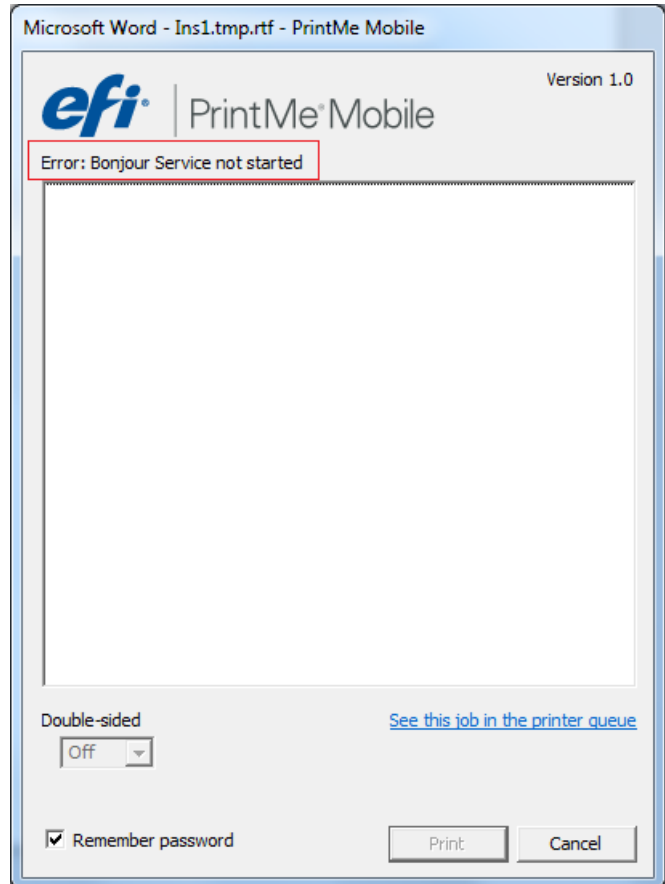 Microsoft Word - Ins1.tmp.rtf - PrintMe Mobile
Version 1.0
efi® | PrintMe® Mobile
Error: Bonjour Service not started
Double-sided
See this job in the printer queue
Off
Remember password
Print
Cancel